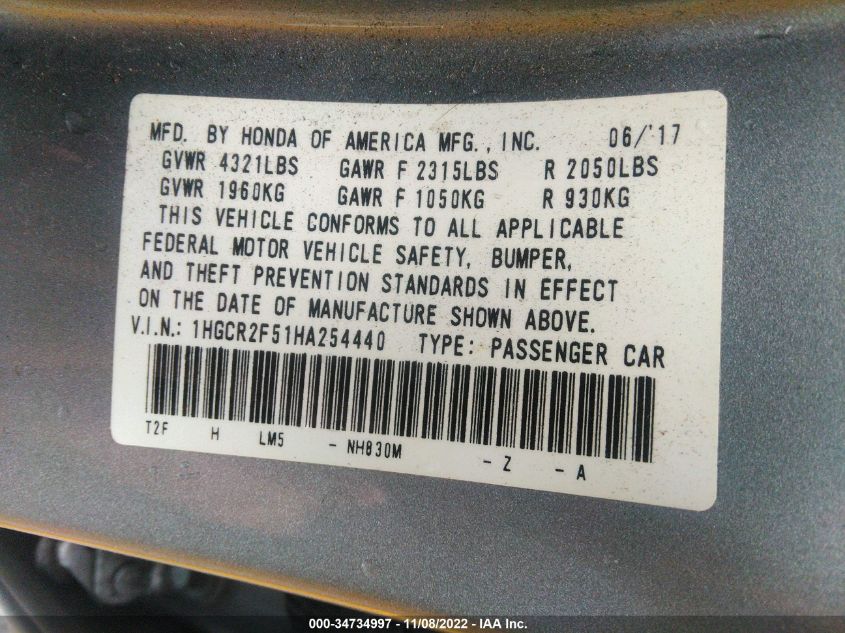 MFD. BY HONDA OF AMERICA MFG., INC. 06/'17
GVWR 4321LBS GAWR F 2315LBS R 2050LBS
GVWR 1960KG GAWR F 1050KG R 930KG
THIS VEHICLE CONFORMS TO ALL APPLICABLE
FEDERAL MOTOR VEHICLE SAFETY, BUMPER,
AND THEFT PREVENTION STANDARDS IN EFFECT
ON THE DATE OF MANUFACTURE SHOWN ABOVE.
V.I.N.: 1HGCR2F51HA254440 TYPE: PASSENGER CAR
T2F H LM5 - NH830M - Z - A
000-34734997 - 11/08/2022 - IAA Inc.